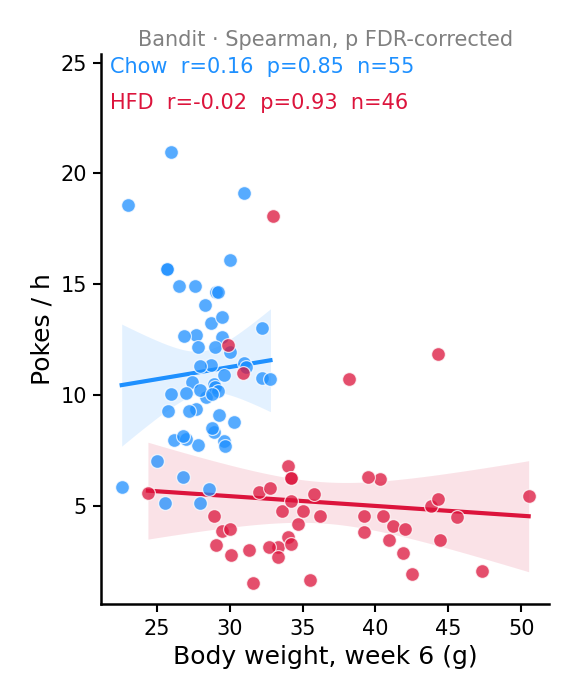 Bandit · Spearman, p FDR-corrected
Chow  r=0.16  p=0.85  n=55
HFD  r=-0.02  p=0.93  n=46
25
20
15
10
5
Pokes / h
25 30 35 40 45 50
Body weight, week 6 (g)